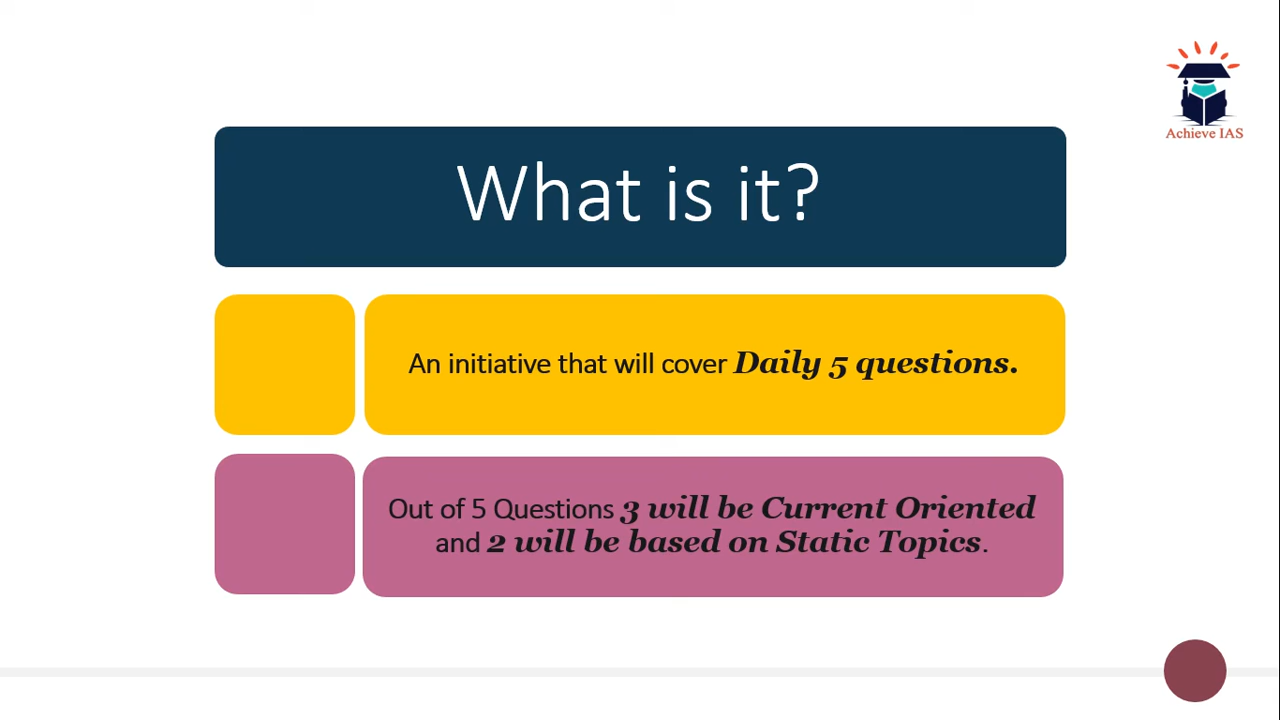 Achieve IAS
What is it?
An initiative that will cover Daily 5 questions.
Out of 5 Questions 3 will be Current Oriented
and 2 will be based on Static Topics.